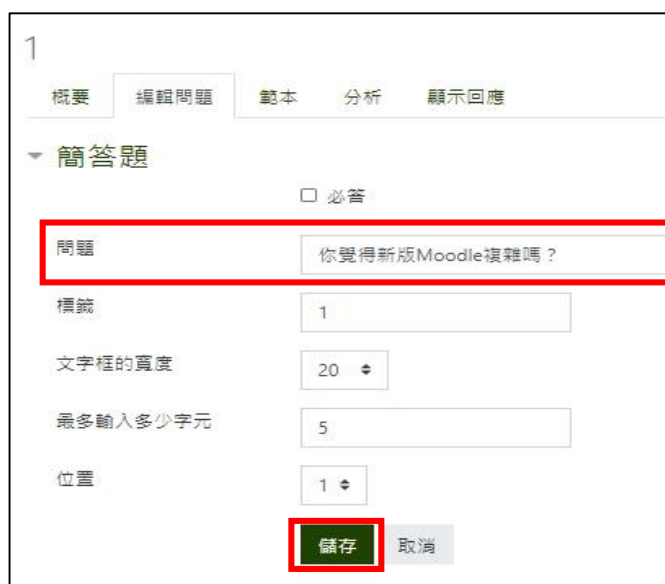 1
概要 編輯問題 範本 分析 顯示回應
簡答題
必答
問題 你覺得新版Moodle複雜嗎？
標籤 1
文字框的寬度 20
最多輸入多少字元 5
位置 1
儲存 取消